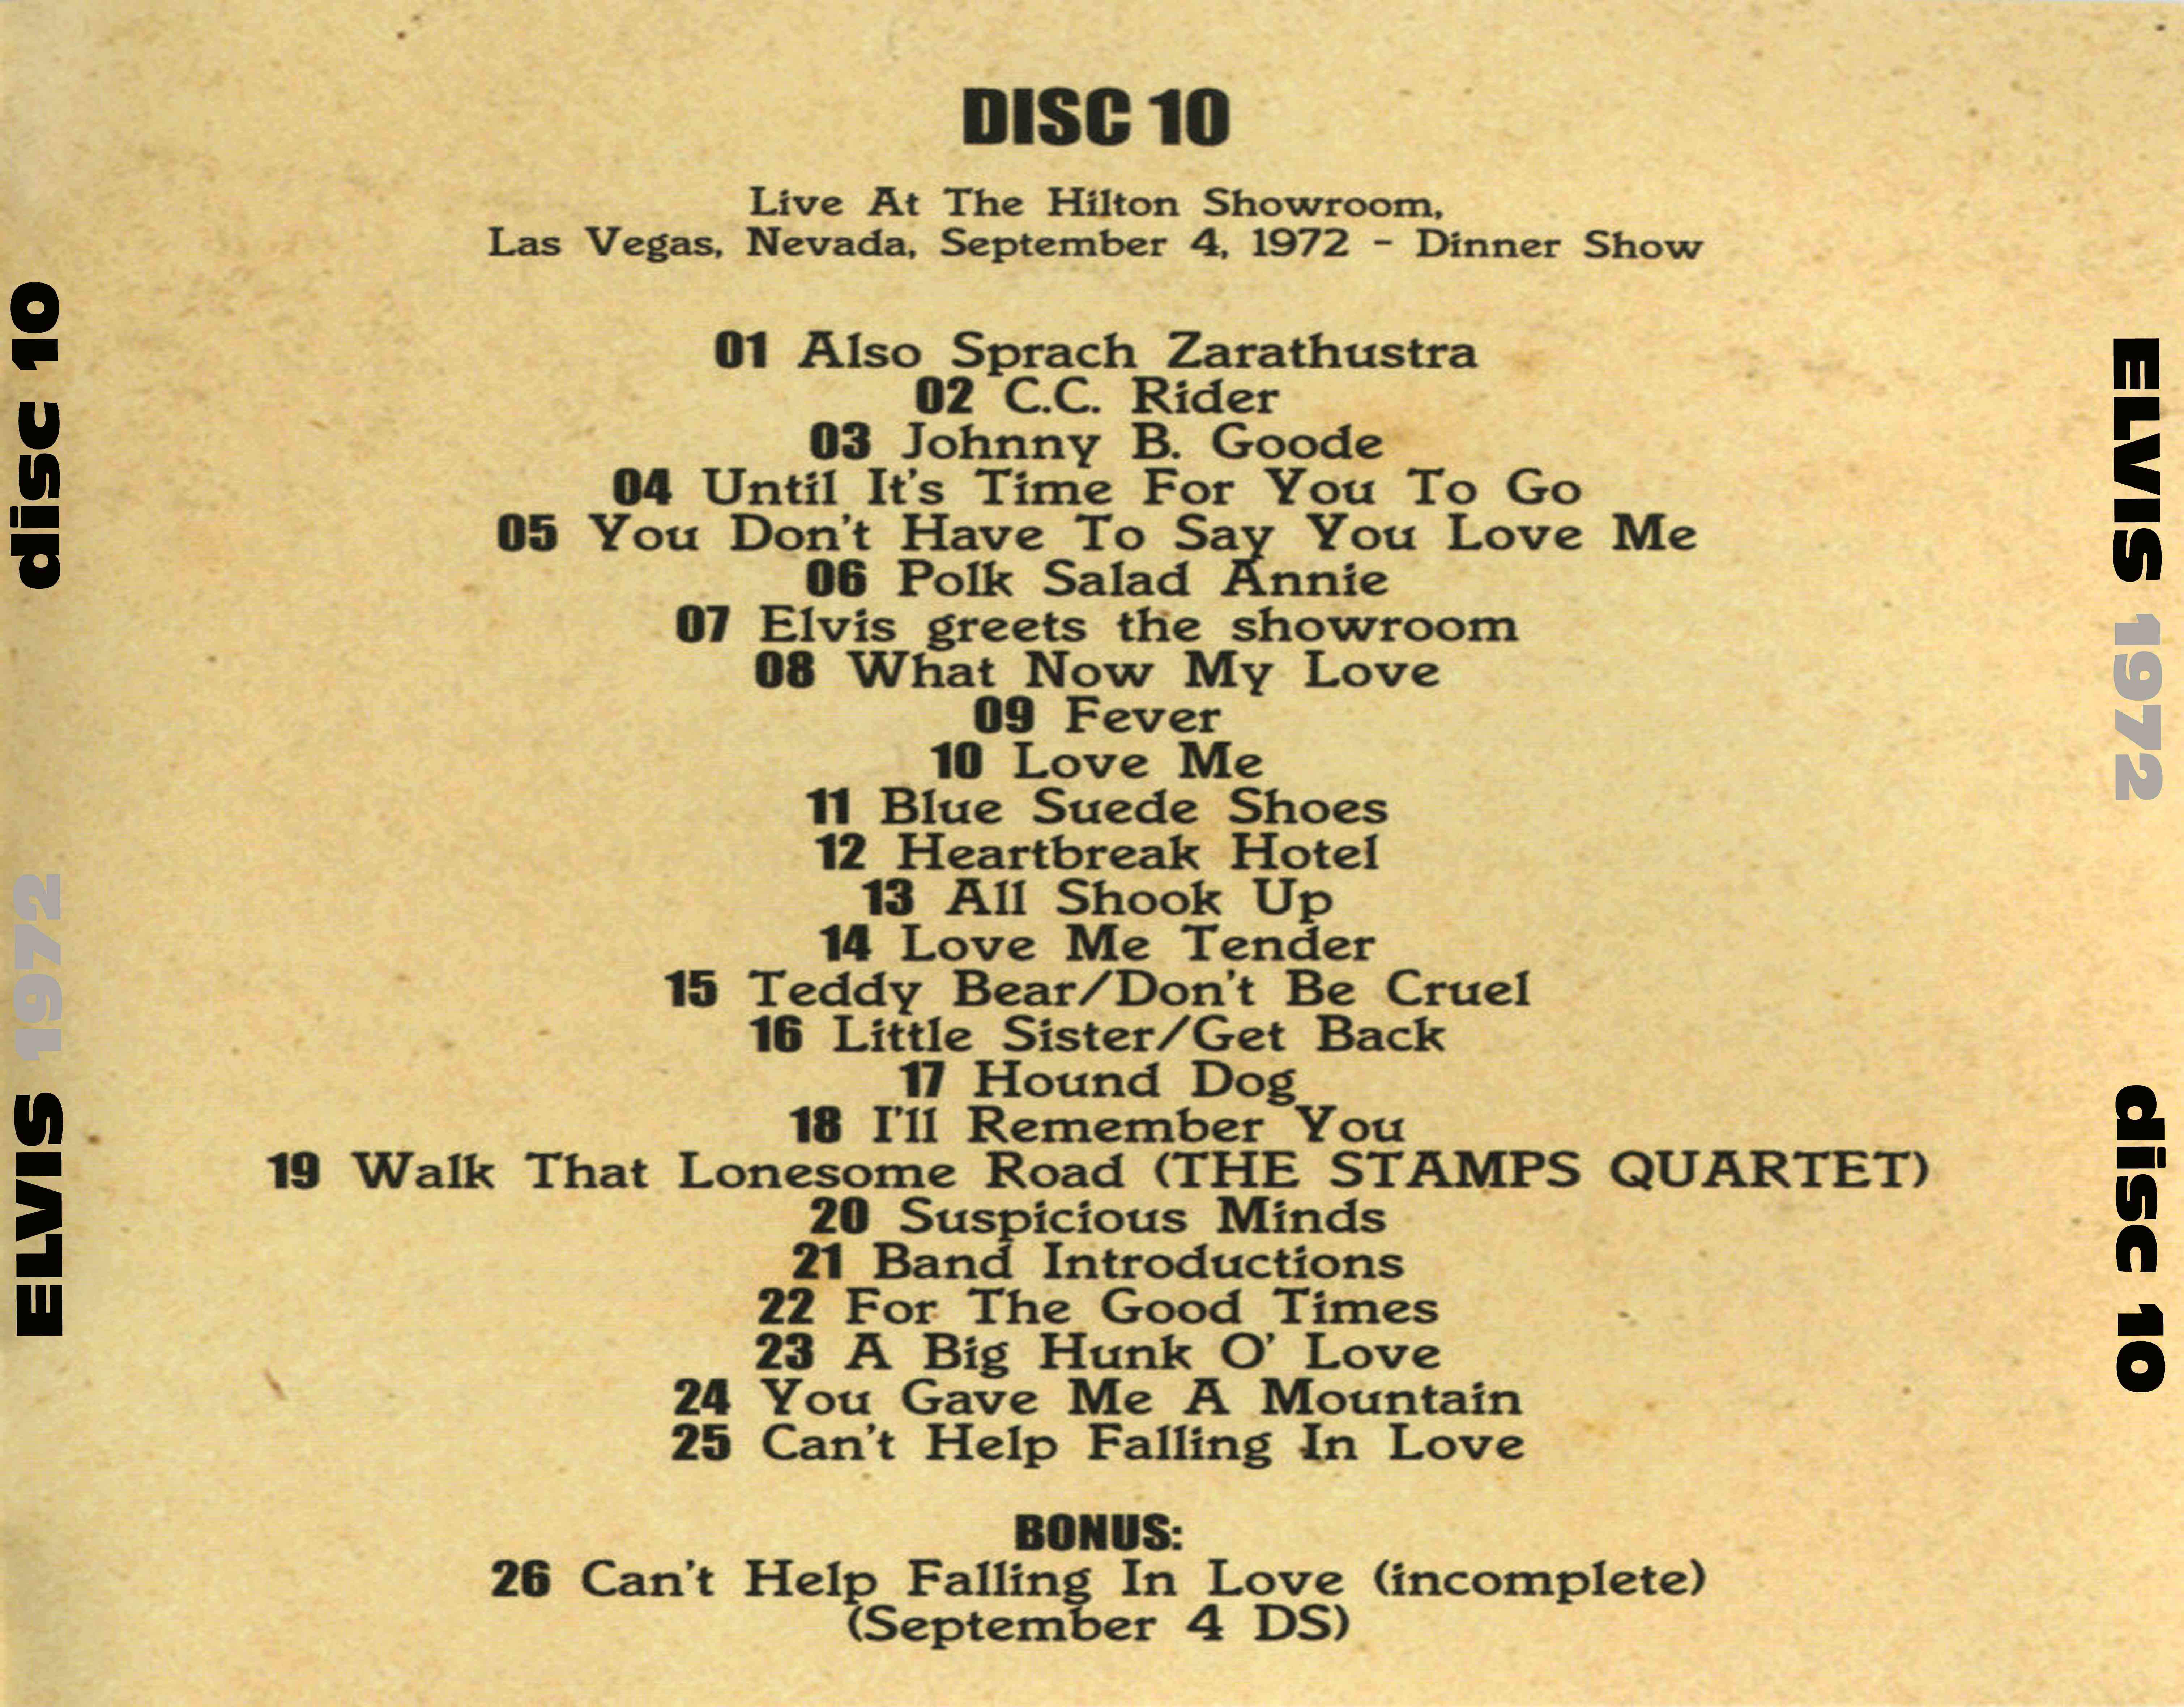 DISC 10
Live At The Hilton Showroom,
Las Vegas, Nevada, September 4, 1972 - Dinner Show
01 Also Sprach Zarathustra
02 C.C. Rider
03 Johnny B. Goode
04 Until It's Time For You To Go
05 You Don't Have To Say You Love Me
06 Polk Salad Annie
07 Elvis greets the showroom
08 What Now My Love
09 Fever
10 Love Me
11 Blue Suede Shoes
12 Heartbreak Hotel
13 All Shook Up
14 Love Me Tender
15 Teddy Bear/Don't Be Cruel
16 Little Sister/Get Back
17 Hound Dog
18 I'll Remember You
19 Walk That Lonesome Road (THE STAMPS QUARTET)
20 Suspicious Minds
21 Band Introductions
22 For The Good Times
23 A Big Hunk O' Love
24 You Gave Me A Mountain
25 Can't Help Falling In Love
BONUS:
26 Can't Help Falling In Love (incomplete)
(September 4 DS)
ELVIS 1972 disc 10
ELVIS 1972 disc 10